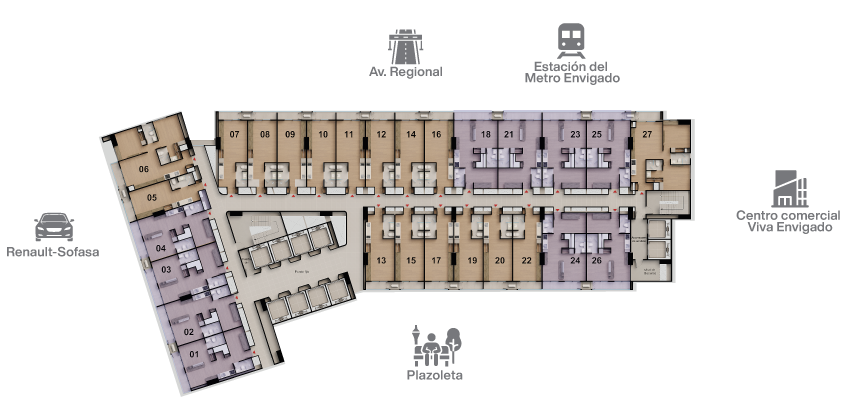 Av. Regional
Estación del
Metro Envigado
07 08 09 10 11 12 14 16 18 21 23 25 27
06
05
04
03
02
01
13 15 17 19 20 22 24 26
Renault-Sofasa
Centro comercial
Viva Envigado
Plazoleta